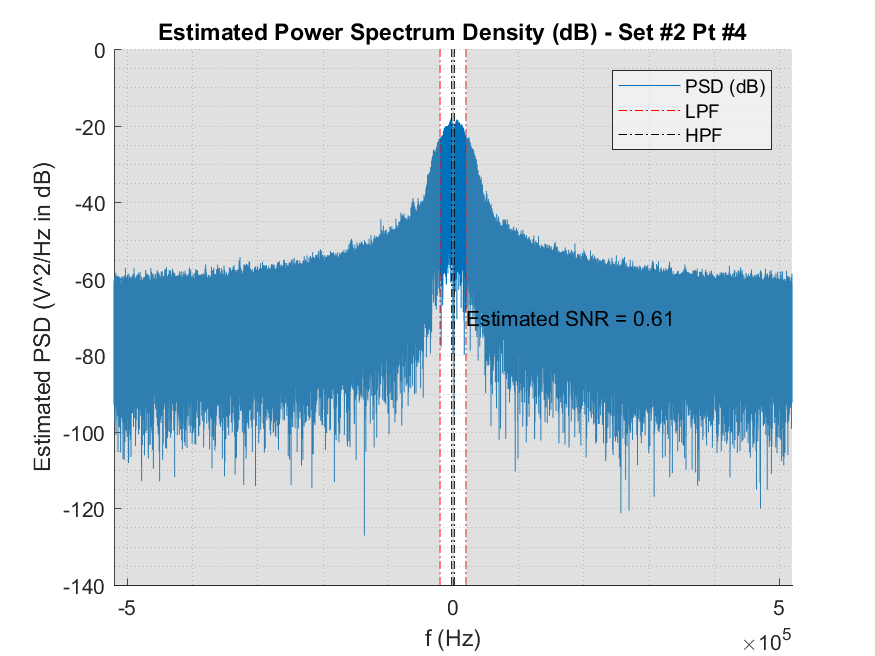 Estimated Power Spectrum Density (dB) - Set #2 Pt #4
0
-20
-40
-60
-80
-100
-120
-140
Estimated PSD (V^2/Hz in dB)
PSD (dB)
LPF
HPF
Estimated SNR = 0.61
-5
0
5
×10^5
f (Hz)